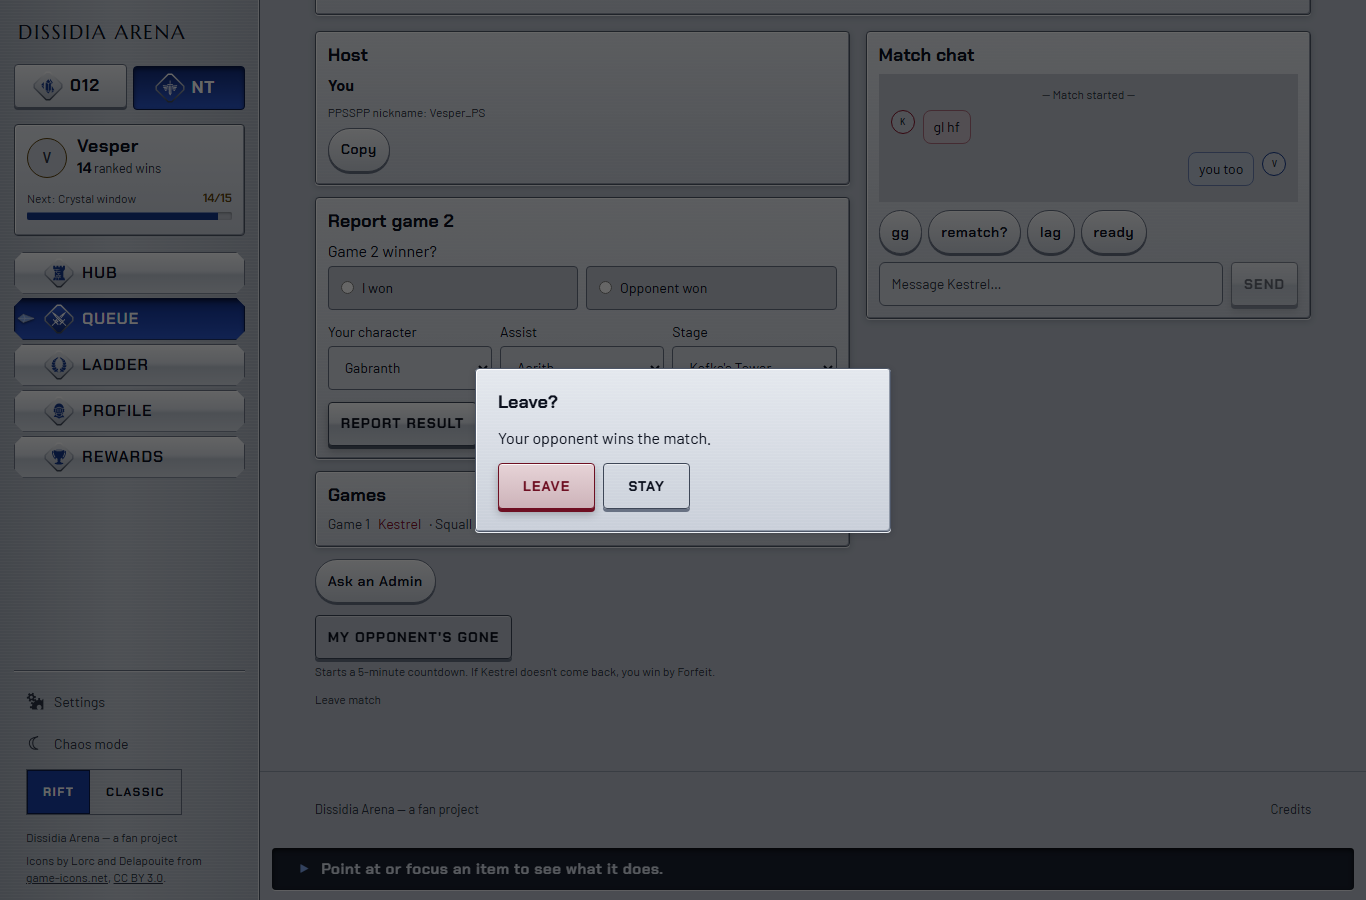 DISSIDIA ARENA
012
NT
V
Vesper
14 ranked wins
Next: Crystal window
14/15
HUB
QUEUE
LADDER
PROFILE
REWARDS
Settings
Chaos mode
RIFT
CLASSIC
Dissidia Arena — a fan project
Icons by Lorc and Delapouite from
game-icons.net, CC BY 3.0.
Host
You
PPSSPP nickname: Vesper_PS
Copy
Report game 2
Game 2 winner?
I won
Opponent won
Your character
Assist
Stage
Gabranth
Aerith
Kefka's Tower
REPORT RESULT
Games
Game 1 Kestrel · Squall
Ask an Admin
MY OPPONENT'S GONE
Starts a 5-minute countdown. If Kestrel doesn't come back, you win by Forfeit.
Leave match
Match chat
— Match started —
K
gl hf
you too
V
gg
rematch?
lag
ready
Message Kestrel...
SEND
Leave?
Your opponent wins the match.
LEAVE
STAY
Dissidia Arena — a fan project
Credits
Point at or focus an item to see what it does.